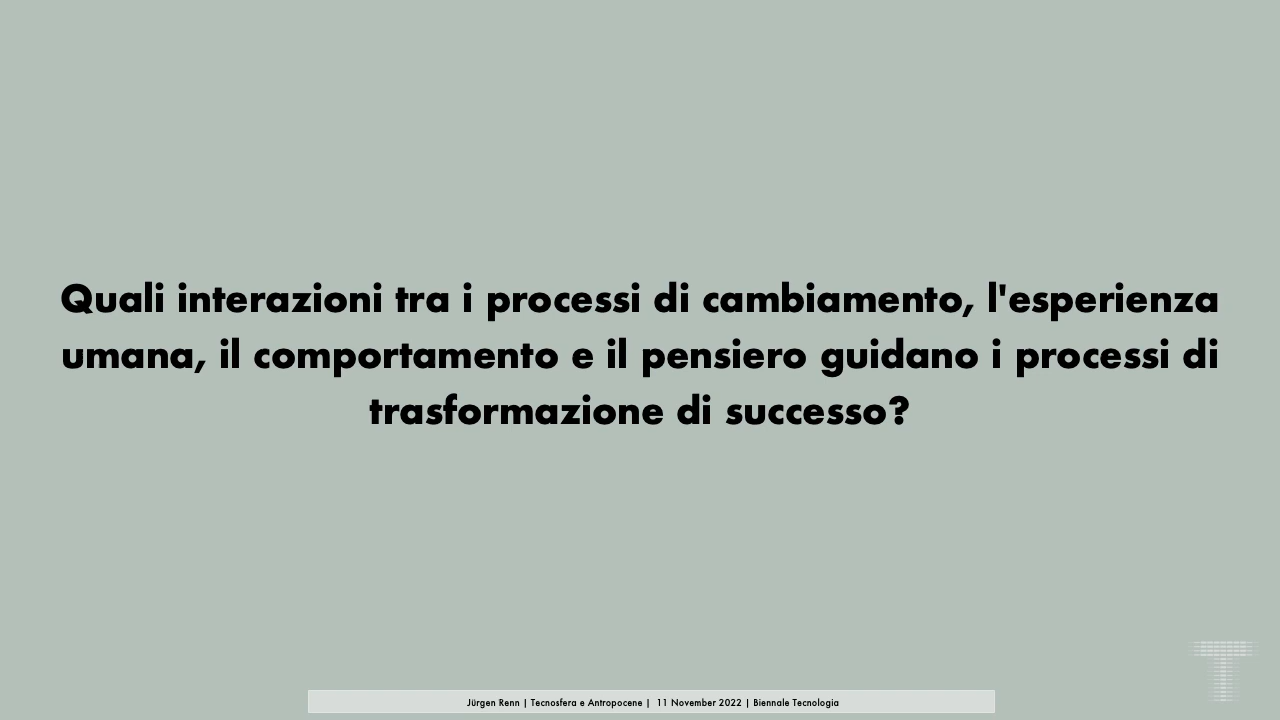 Quali interazioni tra i processi di cambiamento, l'esperienza
umana, il comportamento e il pensiero guidano i processi di
trasformazione di successo?
T
Jürgen Renn | Tecnosfera e Antropocene | 11 November 2022 | Biennale Tecnologia